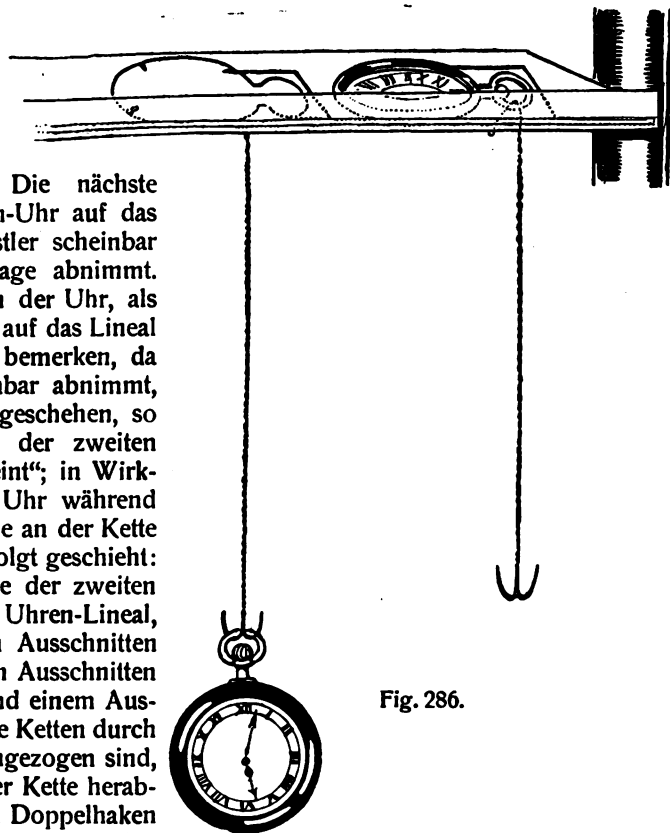 Die nächste
n-Uhr auf das
stler scheinbar
age abnimmt.
n der Uhr, als
auf das Lineal
bemerken, da
nbar abnimmt,
geschehen, so
der zweiten
eint“; in Wirk-
Uhr während
e an der Kette
olgt geschieht:
e der zweiten
Uhren-Lineal,
n Ausschnitten
n Ausschnitten
nd einem Aus-
e Ketten durch
ngezogen sind,
er Kette herab-
Doppelhaken
Fig. 286.